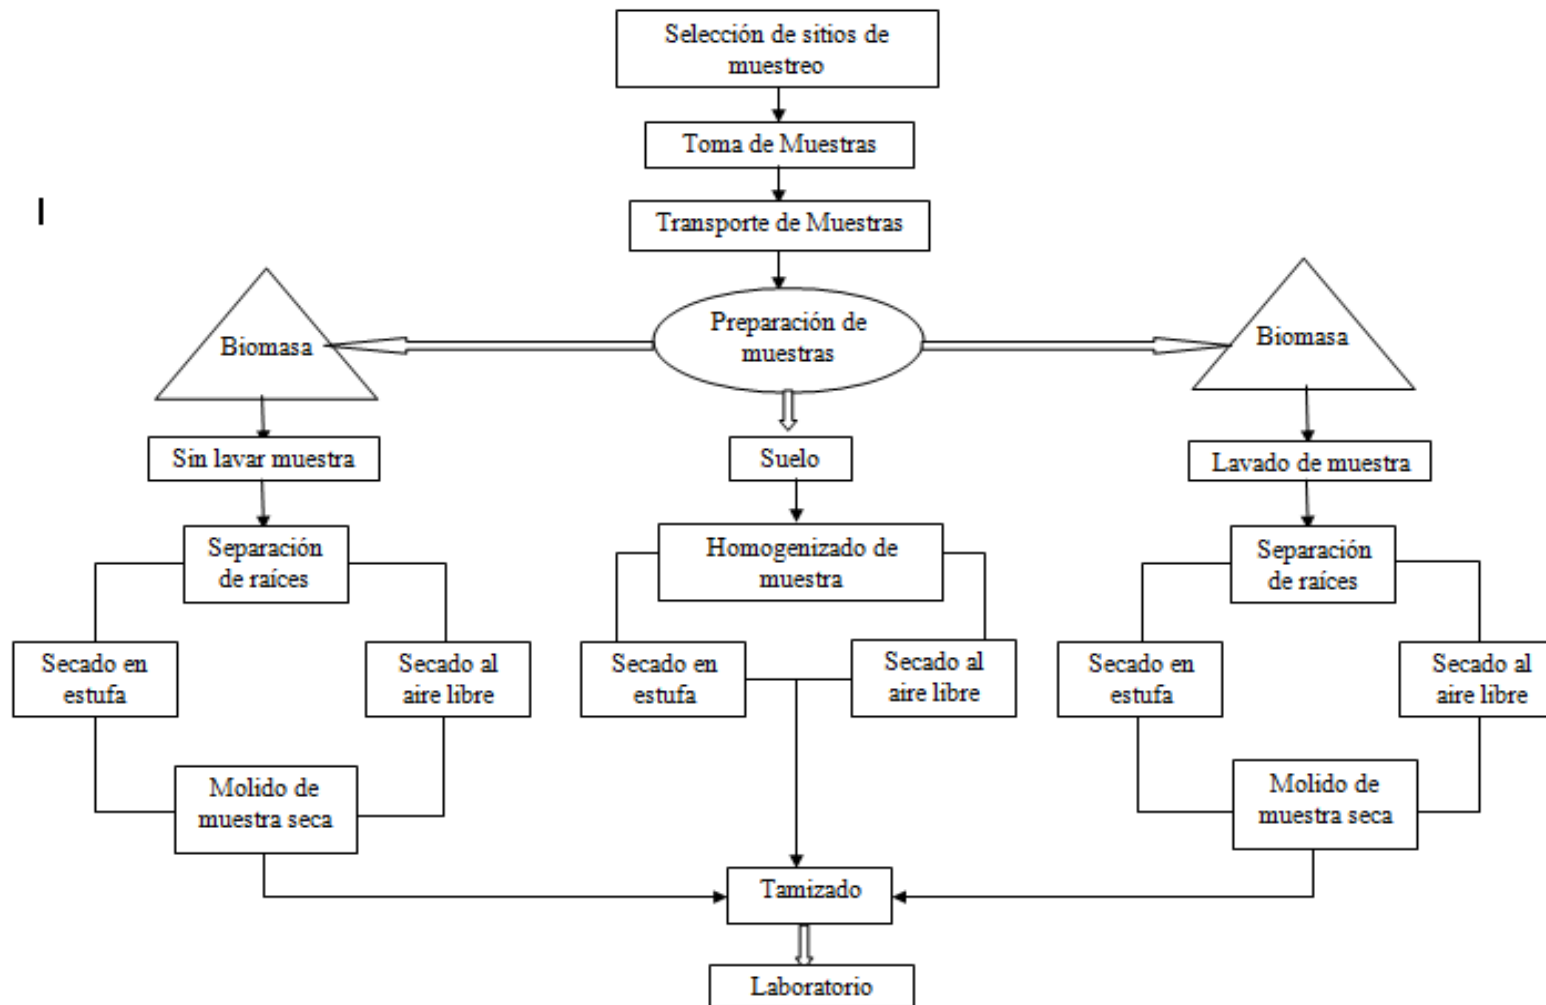 Selección de sitios de
muestreo
Toma de Muestras
Transporte de Muestras
Preparación de
muestras
Biomasa
Biomasa
Sin lavar muestra
Suelo
Lavado de muestra
Separación
de raíces
Homogenizado de
muestra
Separación
de raíces
Secado en
estufa
Secado al
aire libre
Secado en
estufa
Secado al
aire libre
Secado en
estufa
Secado al
aire libre
Molido de
muestra seca
Molido de
muestra seca
Tamizado
Laboratorio